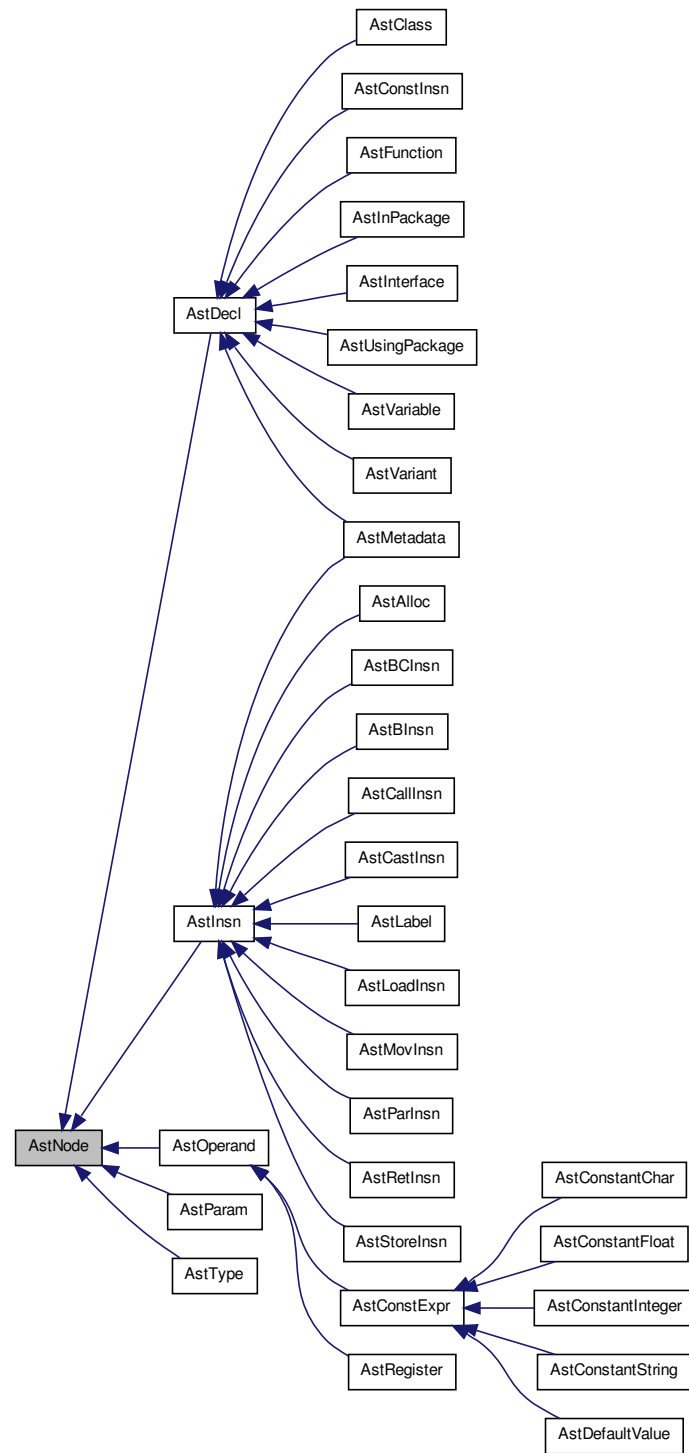 AstClass
AstConstInsn
AstFunction
AstInPackage
AstInterface
AstDecl
AstUsingPackage
AstVariable
AstVariant
AstMetadata
AstAlloc
AstBCInsn
AstBInsn
AstCallInsn
AstCastInsn
AstInsn
AstLabel
AstLoadInsn
AstMovInsn
AstParInsn
AstNode
AstOperand
AstRetInsn
AstConstantChar
AstParam
AstStoreInsn
AstConstantFloat
AstType
AstConstExpr
AstConstantInteger
AstRegister
AstConstantString
AstDefaultValue